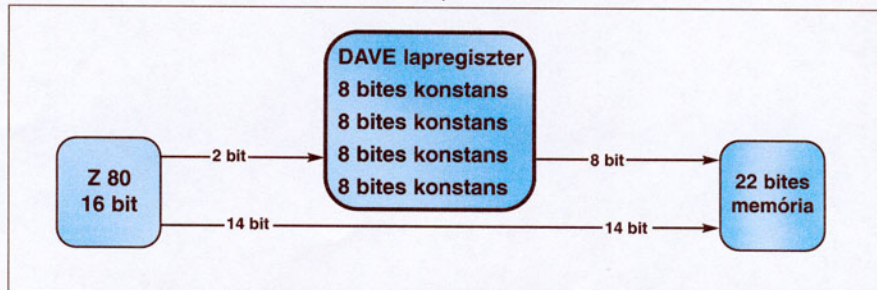 DAVE lapregiszter
8 bites konstans
8 bites konstans
8 bites konstans
8 bites konstans
Z 80
16 bit
2 bit
8 bit
14 bit
14 bit
22 bites
memória